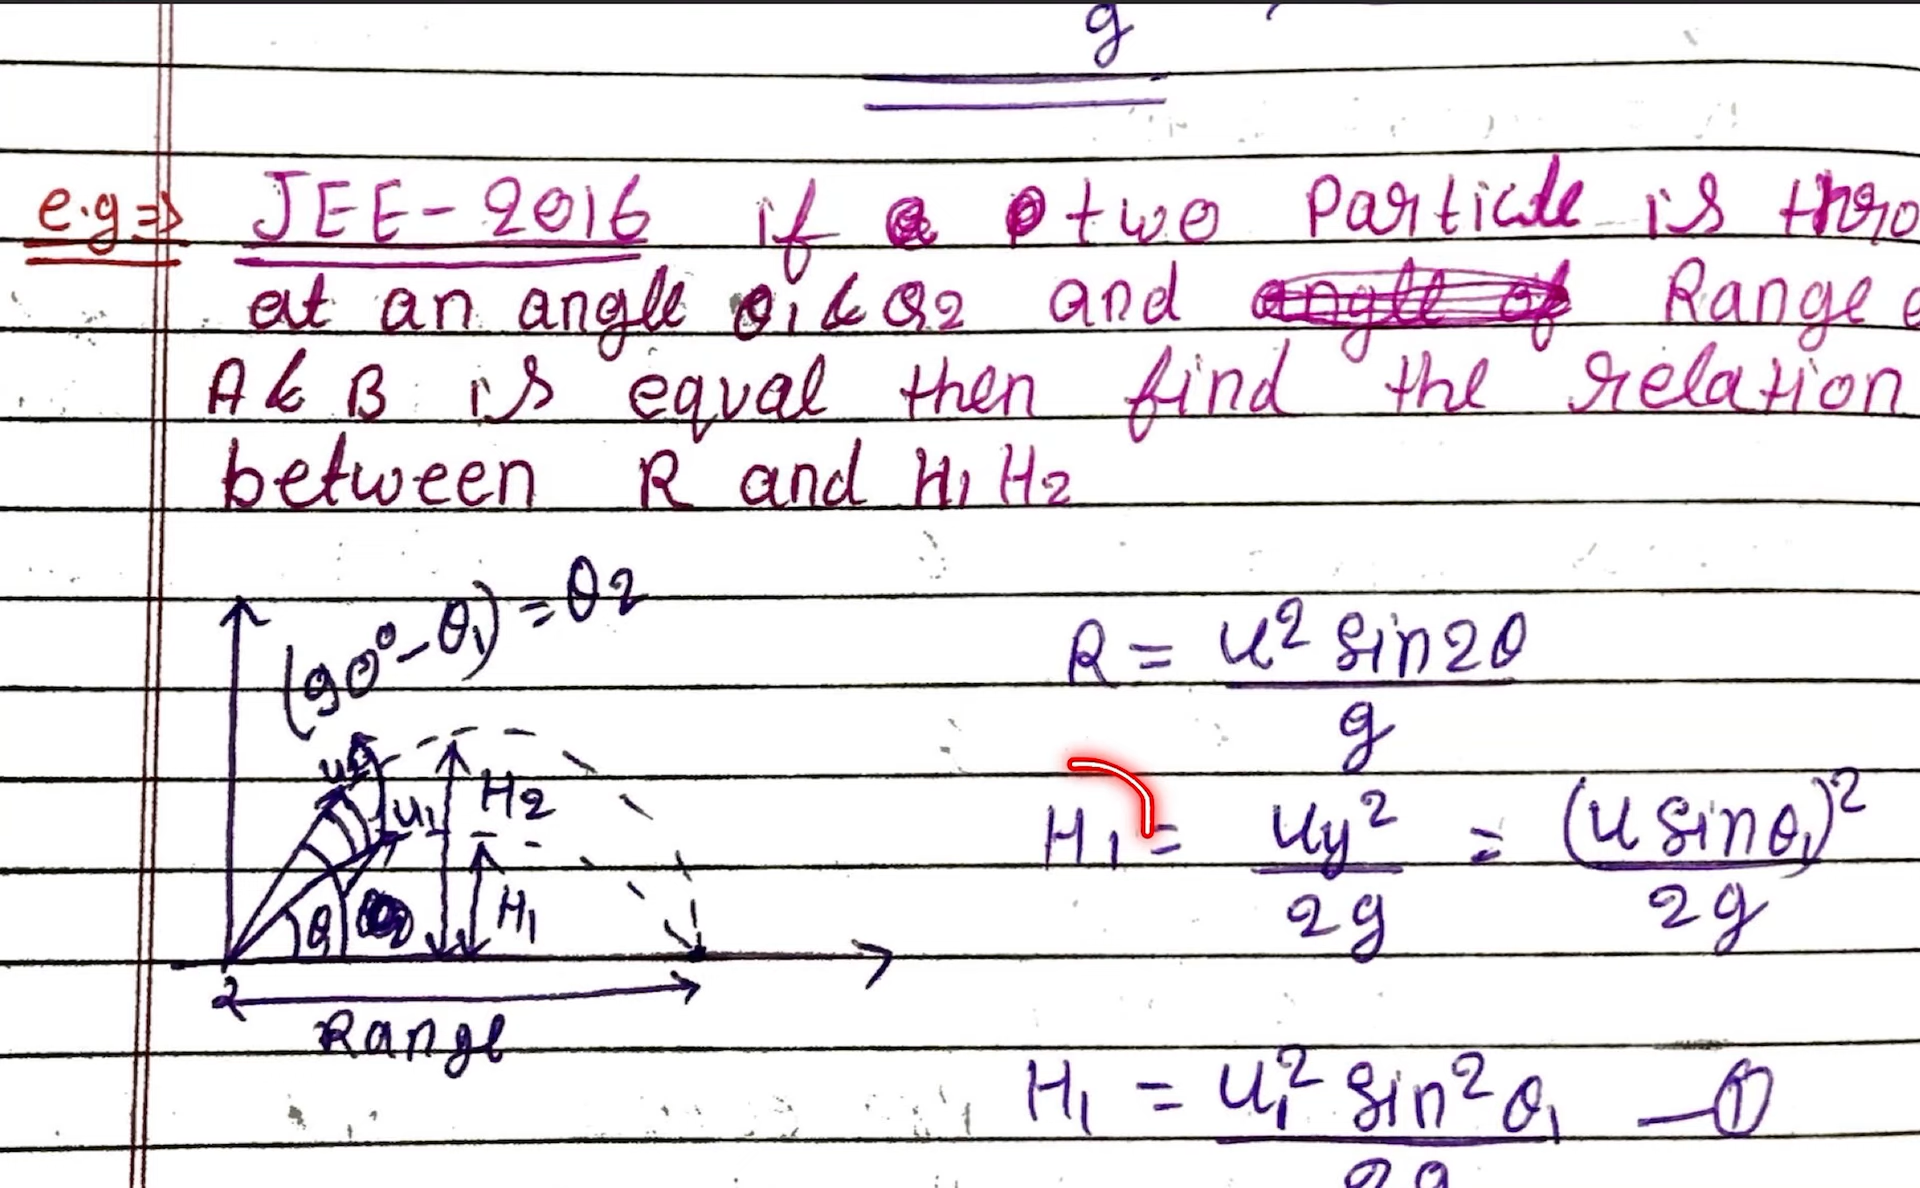 g
e.g ⇒ JEE-2016 if two Particle is thro
at an angle θ1 & θ2 and Range
A & B is equal then find the relation
between R and H1 H2
(90° - θ1) = θ2
u1
H2
H1
θ
Range
R = u² sin2θ / g
H1 = uy² / 2g = (u sinθ1)² / 2g
H1 = u1² sin²θ1 / 2g — ①